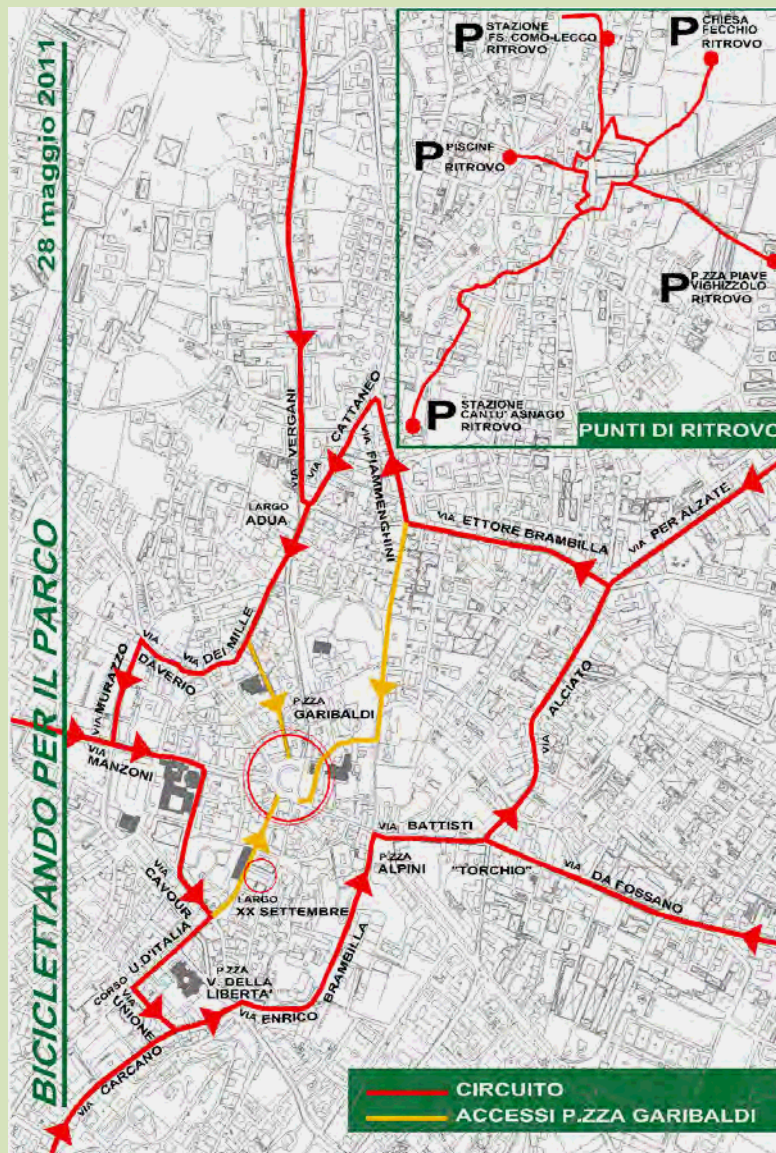 28 maggio 2011
BICICLETTANDO PER IL PARCO
P STAZIONE
FS. COMO-LECCO
RITROVO
P CHIESA
FECCHIO
RITROVO
P PISCINE
RITROVO
P P.ZZA PIAVE
VIGHIZZOLO
RITROVO
P STAZIONE
CANTU' ASNAGO
RITROVO
PUNTI DI RITROVO
VIA VERGANI
VIA CATTANEO
VIA FIAMMENGHINI
LARGO
ADUA
VIA ETTORE BRAMBILLA
VIA PER ALZATE
VIA DEI MILLE
VIA DAVERIO
VIA MURAZZO
VIA
MANZONI
P.ZZA
GARIBALDI
VIA ALCIATO
VIA BATTISTI
P.ZZA
ALPINI
"TORCHIO"
VIA DA FOSSANO
VIA CAVOUR
LARGO
XX SETTEMBRE
CORSO U. D'ITALIA
P.ZZA
V. DELLA
LIBERTA'
VIA UNIONE
VIA ENRICO BRAMBILLA
VIA CARCANO
CIRCUITO
ACCESSI P.ZZA GARIBALDI